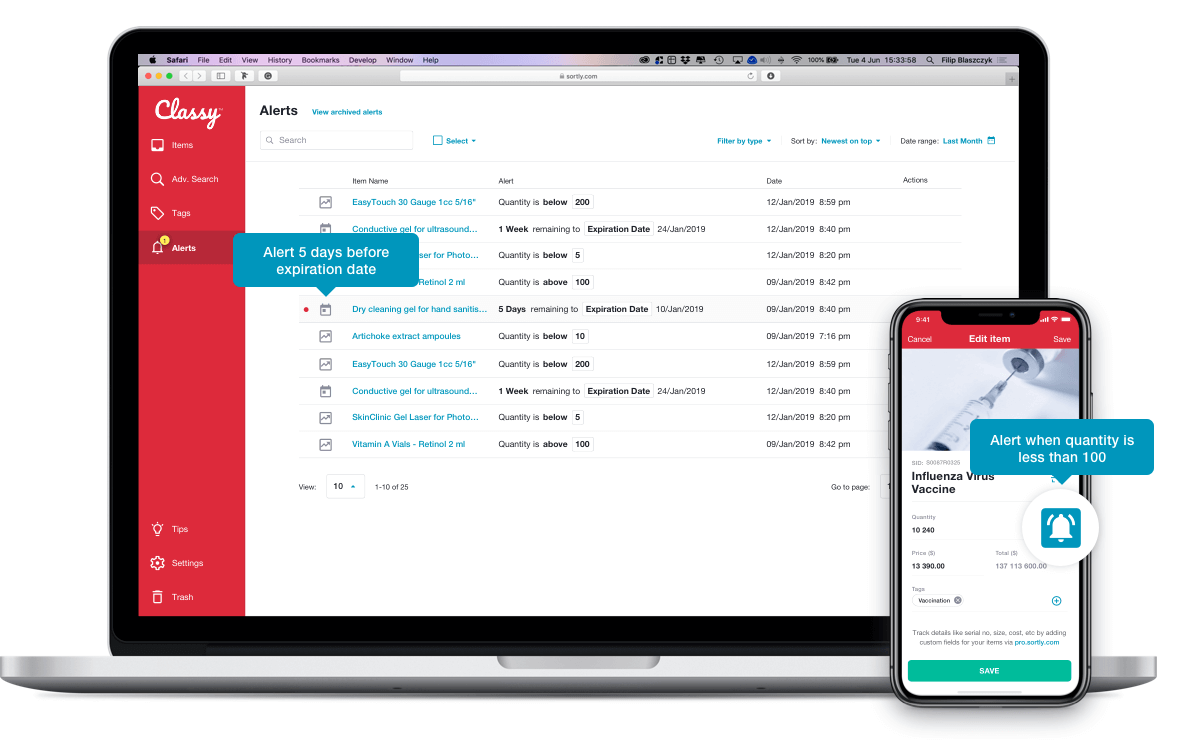 Safari File Edit View History Bookmarks Develop Window Help 100% Tue 4 Jun 15:33:58 Filip Blaszczyk
sortly.com
Classy
Items
Adv. Search
Tags
1
Alerts
Tips
Settings
Trash
Alerts View archived alerts
Search Select Filter by type Sort by: Newest on top Date range: Last Month
Item Name Alert Date Actions
EasyTouch 30 Gauge 1cc 5/16" Quantity is below 200 12/Jan/2019 8:59 pm
Conductive gel for ultrasound... 1 Week remaining to Expiration Date 24/Jan/2019 12/Jan/2019 8:40 pm
Laser for Photo... Quantity is below 5 12/Jan/2019 8:20 pm
Retinol 2 ml Quantity is above 100 09/Jan/2019 8:42 pm
Dry cleaning gel for hand sanitis... 5 Days remaining to Expiration Date 10/Jan/2019 09/Jan/2019 8:40 pm
Artichoke extract ampoules Quantity is below 10 09/Jan/2019 7:16 pm
EasyTouch 30 Gauge 1cc 5/16" Quantity is below 200 12/Jan/2019 8:59 pm
Conductive gel for ultrasound... 1 Week remaining to Expiration Date 24/Jan/2019 12/Jan/2019 8:40 pm
SkinClinic Gel Laser for Photo... Quantity is below 5 12/Jan/2019 8:20 pm
Vitamin A Vials - Retinol 2 ml Quantity is above 100 09/Jan/2019 8:42 pm
View: 10 1-10 of 25 Go to page: 1
Alert 5 days before
expiration date
9:41
Cancel Edit item Save
Alert when quantity is
less than 100
SID: S0087R0325
Influenza Virus
Vaccine
Quantity
10 240
Price ($) Total ($)
13 390.00 137 113 600.00
Tags
Vaccination
Track details like serial no, size, cost, etc by adding
custom fields for your items via pro.sortly.com
SAVE